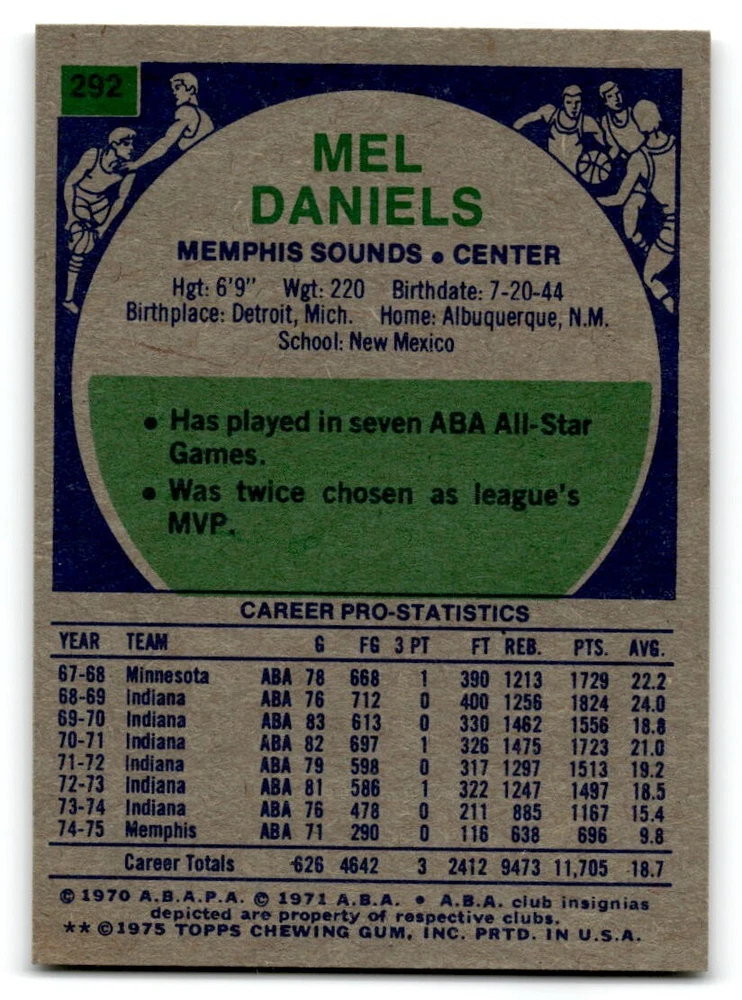 292
MEL
DANIELS
MEMPHIS SOUNDS • CENTER
Hgt: 6'9" Wgt: 220 Birthdate: 7-20-44
Birthplace: Detroit, Mich. Home: Albuquerque, N.M.
School: New Mexico
• Has played in seven ABA All-Star
Games.
• Was twice chosen as league's
MVP.
CAREER PRO-STATISTICS
YEAR TEAM G FG 3 PT FT REB. PTS. AVG.
67-68 Minnesota ABA 78 668 1 390 1213 1729 22.2
68-69 Indiana ABA 76 712 0 400 1256 1824 24.0
69-70 Indiana ABA 83 613 0 330 1462 1556 18.8
70-71 Indiana ABA 82 697 1 326 1475 1723 21.0
71-72 Indiana ABA 79 598 0 317 1297 1513 19.2
72-73 Indiana ABA 81 586 1 322 1247 1497 18.5
73-74 Indiana ABA 76 478 0 211 885 1167 15.4
74-75 Memphis ABA 71 290 0 116 638 696 9.8
Career Totals 626 4642 3 2412 9473 11,705 18.7
© 1970 A.B.A.P.A. © 1971 A.B.A. • A.B.A. club insignias
depicted are property of respective clubs.
** © 1975 TOPPS CHEWING GUM, INC. PRTD. IN U.S.A.